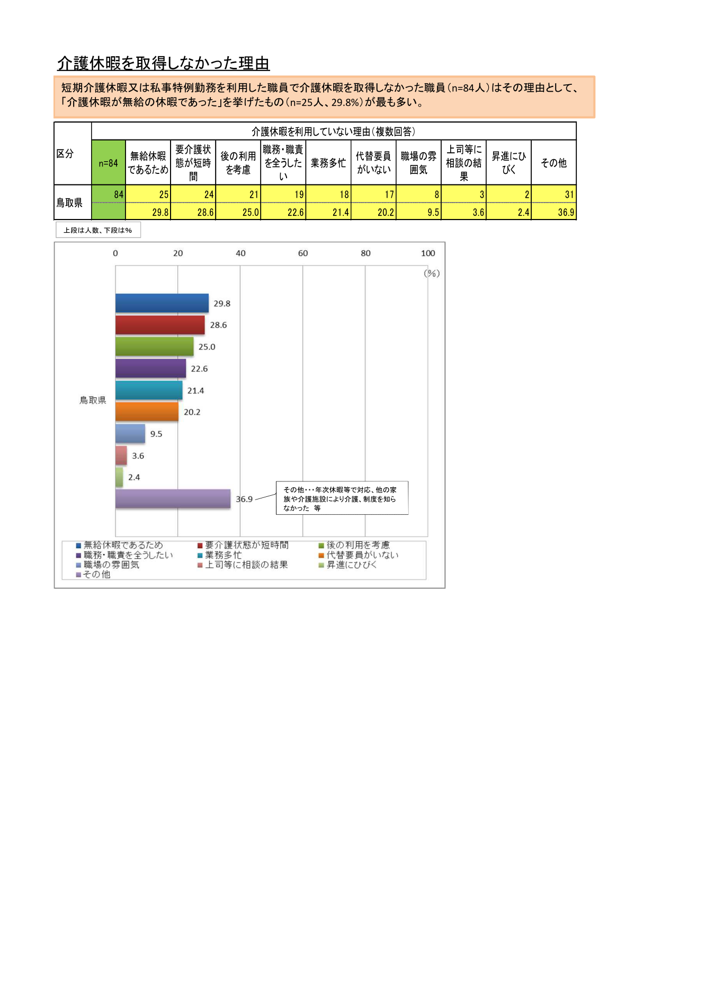 介護休暇を取得しなかった理由
短期介護休暇又は私事特例勤務を利用した職員で介護休暇を取得しなかった職員（n=84人）はその理由として、
「介護休暇が無給の休暇であった」を挙げたもの（n=25人、29.8%）が最も多い。
区分
介護休暇を利用していない理由（複数回答）
n=84
無給休暇
であるため
要介護状
態が短時
間
後の利用
を考慮
職務・職責
を全うした
い
業務多忙
代替要員
がいない
職場の雰
囲気
上司等に
相談の結
果
昇進にひ
びく
その他
鳥取県
84 25 24 21 19 18 17 8 3 2 31
29.8 28.6 25.0 22.6 21.4 20.2 9.5 3.6 2.4 36.9
上段は人数、下段は%
0 20 40 60 80 100
(%)
29.8
28.6
25.0
22.6
21.4
鳥取県
20.2
9.5
3.6
2.4
36.9
その他・・・年次休暇等で対応、他の家
族や介護施設により介護、制度を知ら
なかった 等
無給休暇であるため 要介護状態が短時間 後の利用を考慮
職務・職責を全うしたい 業務多忙 代替要員がいない
職場の雰囲気 上司等に相談の結果 昇進にひびく
その他